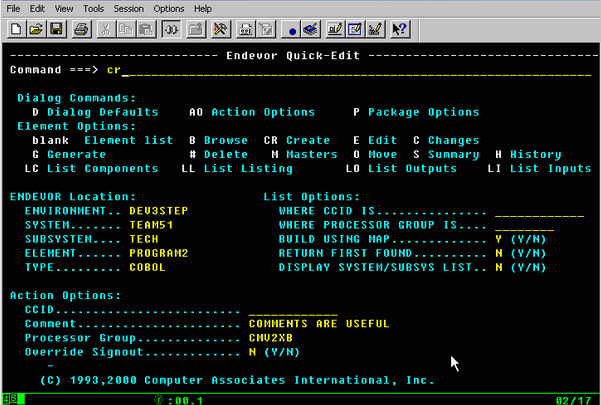 File Edit View Tools Session Options Help
---------------------------- Endevor Quick-Edit ----------------------------
Command ===> cr
Dialog Commands:
D Dialog Defaults AO Action Options P Package Options
Element Options:
blank Element list B Browse CR Create E Edit C Changes
G Generate # Delete M Masters O Move S Summary H History
LC List Components LL List Listing LO List Outputs LI List Inputs
ENDEVOR Location: List Options:
ENVIRONMENT.. DEV3STEP WHERE CCID IS............... ____________
SYSTEM....... TEAM51 WHERE PROCESSOR GROUP IS.... ________
SUBSYSTEM.... TECH BUILD USING MAP............. Y (Y/N)
ELEMENT...... PROGRAM2 RETURN FIRST FOUND.......... N (Y/N)
TYPE......... COBOL DISPLAY SYSTEM/SUBSYS LIST.. N (Y/N)
Action Options:
CCID......................... ____________
Comment...................... COMMENTS ARE USEFUL
Processor Group.............. CMV2XB
Override Signout............. N (Y/N)
(C) 1993,2000 Computer Associates International, Inc.
:00.1 02/17